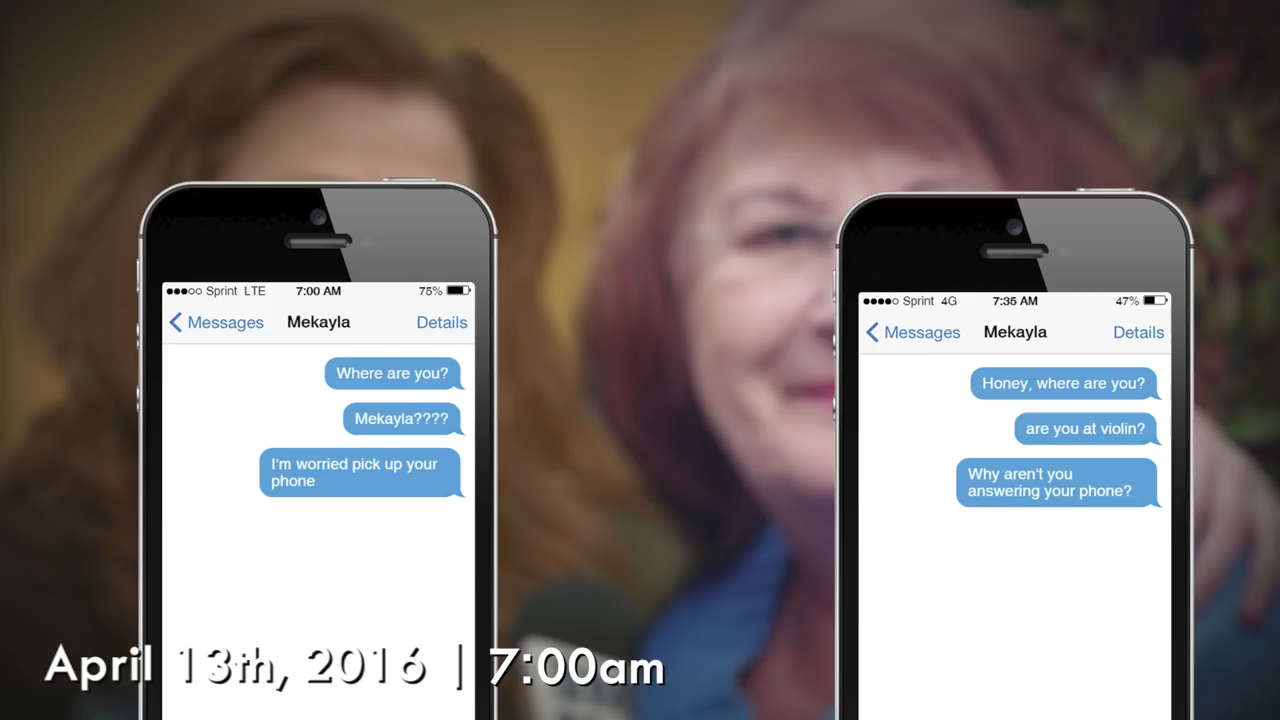 Sprint LTE 7:00 AM 75%
Messages Mekayla Details
Where are you?
Mekayla????
I'm worried pick up your
phone
Sprint 4G 7:35 AM 47%
Messages Mekayla Details
Honey, where are you?
are you at violin?
Why aren't you
answering your phone?
April 13th, 2016 | 7:00am